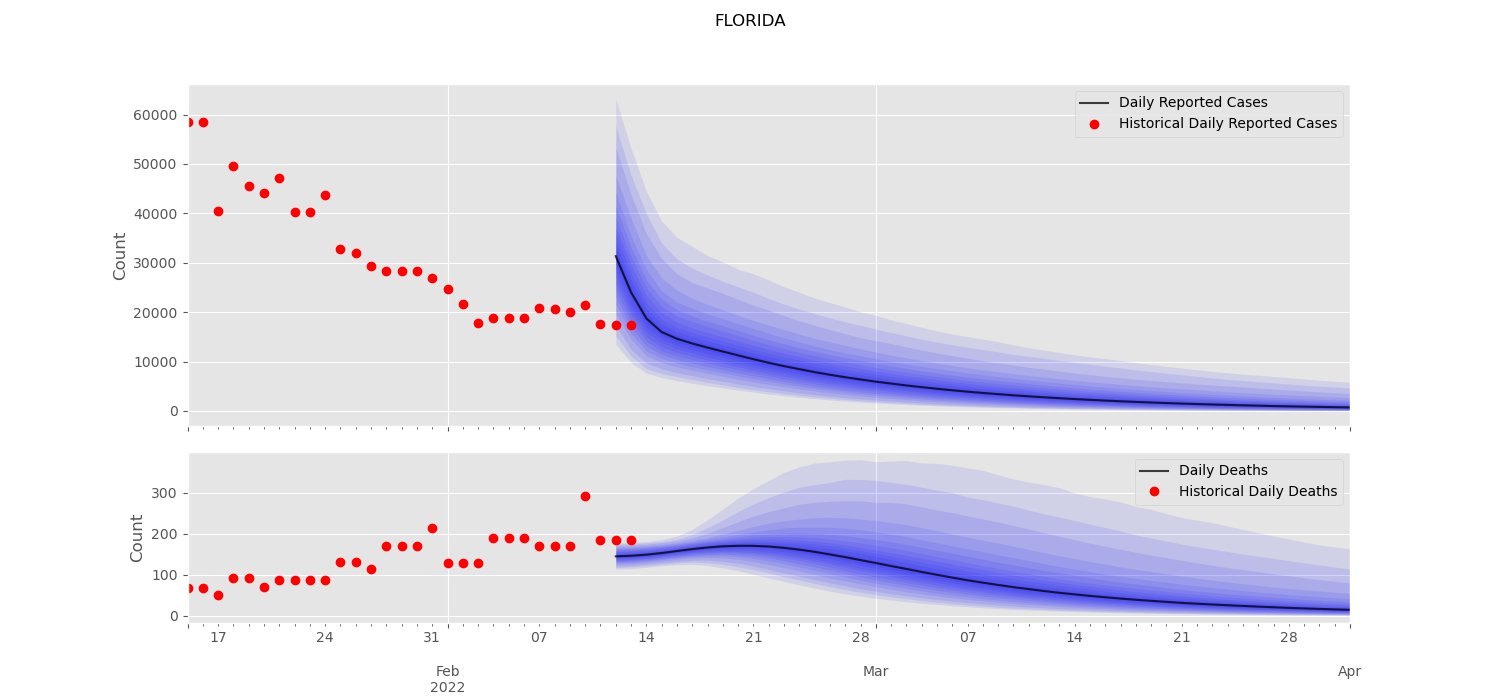 FLORIDA
Daily Reported Cases
Historical Daily Reported Cases
60000
50000
40000
30000
20000
10000
0
Count
Daily Deaths
Historical Daily Deaths
300
200
100
0
Count
17 24 31 07 14 21 28 07 14 21 28
Feb Mar Apr
2022